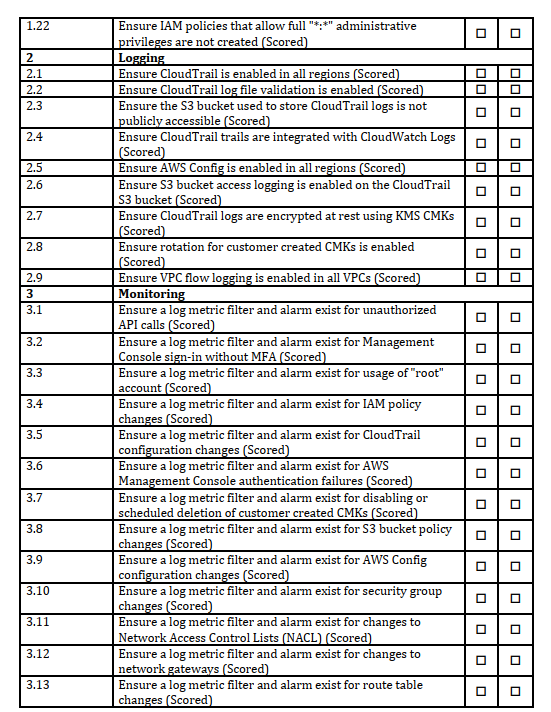 1.22 Ensure IAM policies that allow full "*:*" administrative
privileges are not created (Scored)
2 Logging
2.1 Ensure CloudTrail is enabled in all regions (Scored)
2.2 Ensure CloudTrail log file validation is enabled (Scored)
2.3 Ensure the S3 bucket used to store CloudTrail logs is not
publicly accessible (Scored)
2.4 Ensure CloudTrail trails are integrated with CloudWatch Logs
(Scored)
2.5 Ensure AWS Config is enabled in all regions (Scored)
2.6 Ensure S3 bucket access logging is enabled on the CloudTrail
S3 bucket (Scored)
2.7 Ensure CloudTrail logs are encrypted at rest using KMS CMKs
(Scored)
2.8 Ensure rotation for customer created CMKs is enabled
(Scored)
2.9 Ensure VPC flow logging is enabled in all VPCs (Scored)
3 Monitoring
3.1 Ensure a log metric filter and alarm exist for unauthorized
API calls (Scored)
3.2 Ensure a log metric filter and alarm exist for Management
Console sign-in without MFA (Scored)
3.3 Ensure a log metric filter and alarm exist for usage of "root"
account (Scored)
3.4 Ensure a log metric filter and alarm exist for IAM policy
changes (Scored)
3.5 Ensure a log metric filter and alarm exist for CloudTrail
configuration changes (Scored)
3.6 Ensure a log metric filter and alarm exist for AWS
Management Console authentication failures (Scored)
3.7 Ensure a log metric filter and alarm exist for disabling or
scheduled deletion of customer created CMKs (Scored)
3.8 Ensure a log metric filter and alarm exist for S3 bucket policy
changes (Scored)
3.9 Ensure a log metric filter and alarm exist for AWS Config
configuration changes (Scored)
3.10 Ensure a log metric filter and alarm exist for security group
changes (Scored)
3.11 Ensure a log metric filter and alarm exist for changes to
Network Access Control Lists (NACL) (Scored)
3.12 Ensure a log metric filter and alarm exist for changes to
network gateways (Scored)
3.13 Ensure a log metric filter and alarm exist for route table
changes (Scored)